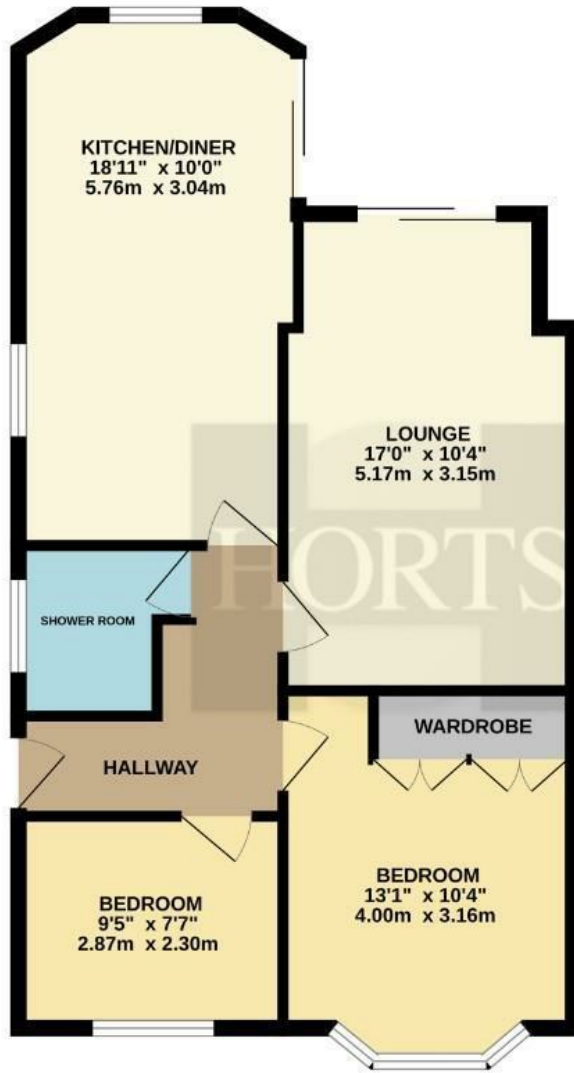 KITCHEN/DINER
18'11" x 10'0"
5.76m x 3.04m
LOUNGE
17'0" x 10'4"
5.17m x 3.15m
HORTS
SHOWER ROOM
WARDROBE
HALLWAY
BEDROOM
13'1" x 10'4"
4.00m x 3.16m
BEDROOM
9'5" x 7'7"
2.87m x 2.30m